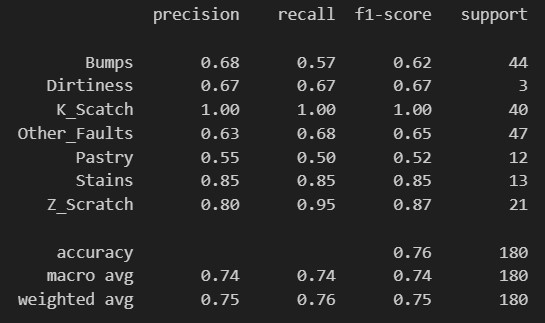 precision recall f1-score support
Bumps 0.68 0.57 0.62 44
Dirtiness 0.67 0.67 0.67 3
K_Scatch 1.00 1.00 1.00 40
Other_Faults 0.63 0.68 0.65 47
Pastry 0.55 0.50 0.52 12
Stains 0.85 0.85 0.85 13
Z_Scratch 0.80 0.95 0.87 21
accuracy 0.76 180
macro avg 0.74 0.74 0.74 180
weighted avg 0.75 0.76 0.75 180